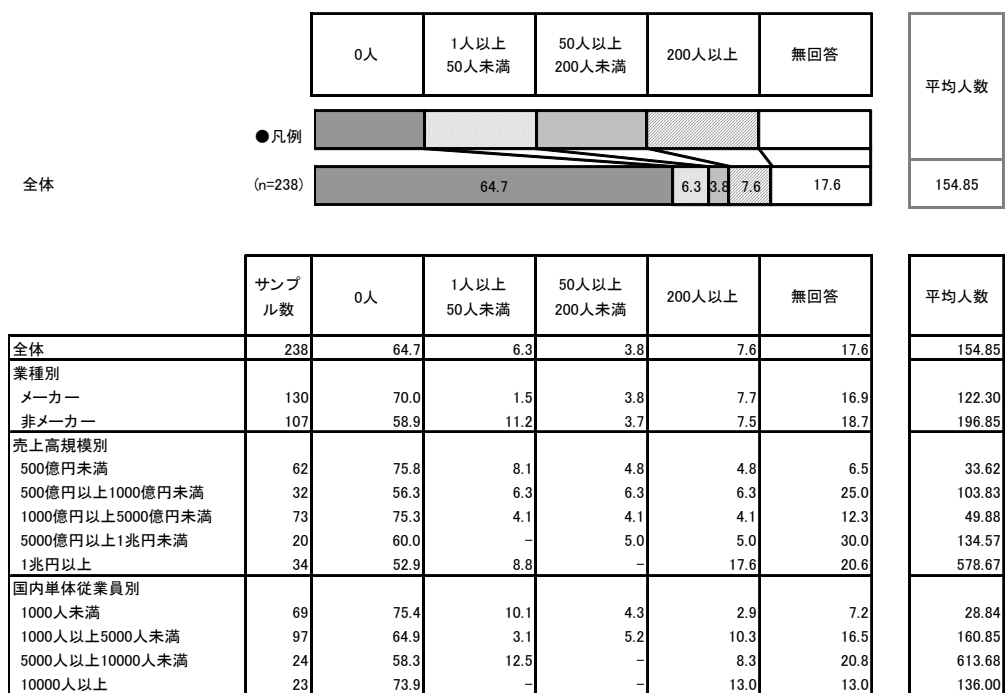 0人 1人以上 50人以上 200人以上 無回答 平均人数
50人未満 200人未満
●凡例
全体 (n=238) 64.7 6.3 3.8 7.6 17.6 154.85
サンプ 0人 1人以上 50人以上 200人以上 無回答 平均人数
ル数 50人未満 200人未満
全体 238 64.7 6.3 3.8 7.6 17.6 154.85
業種別
メーカー 130 70.0 1.5 3.8 7.7 16.9 122.30
非メーカー 107 58.9 11.2 3.7 7.5 18.7 196.85
売上高規模別
500億円未満 62 75.8 8.1 4.8 4.8 6.5 33.62
500億円以上1000億円未満 32 56.3 6.3 6.3 6.3 25.0 103.83
1000億円以上5000億円未満 73 75.3 4.1 4.1 4.1 12.3 49.88
5000億円以上1兆円未満 20 60.0 − 5.0 5.0 30.0 134.57
1兆円以上 34 52.9 8.8 − 17.6 20.6 578.67
国内単体従業員別
1000人未満 69 75.4 10.1 4.3 2.9 7.2 28.84
1000人以上5000人未満 97 64.9 3.1 5.2 10.3 16.5 160.85
5000人以上10000人未満 24 58.3 12.5 − 8.3 20.8 613.68
10000人以上 23 73.9 − − 13.0 13.0 136.00